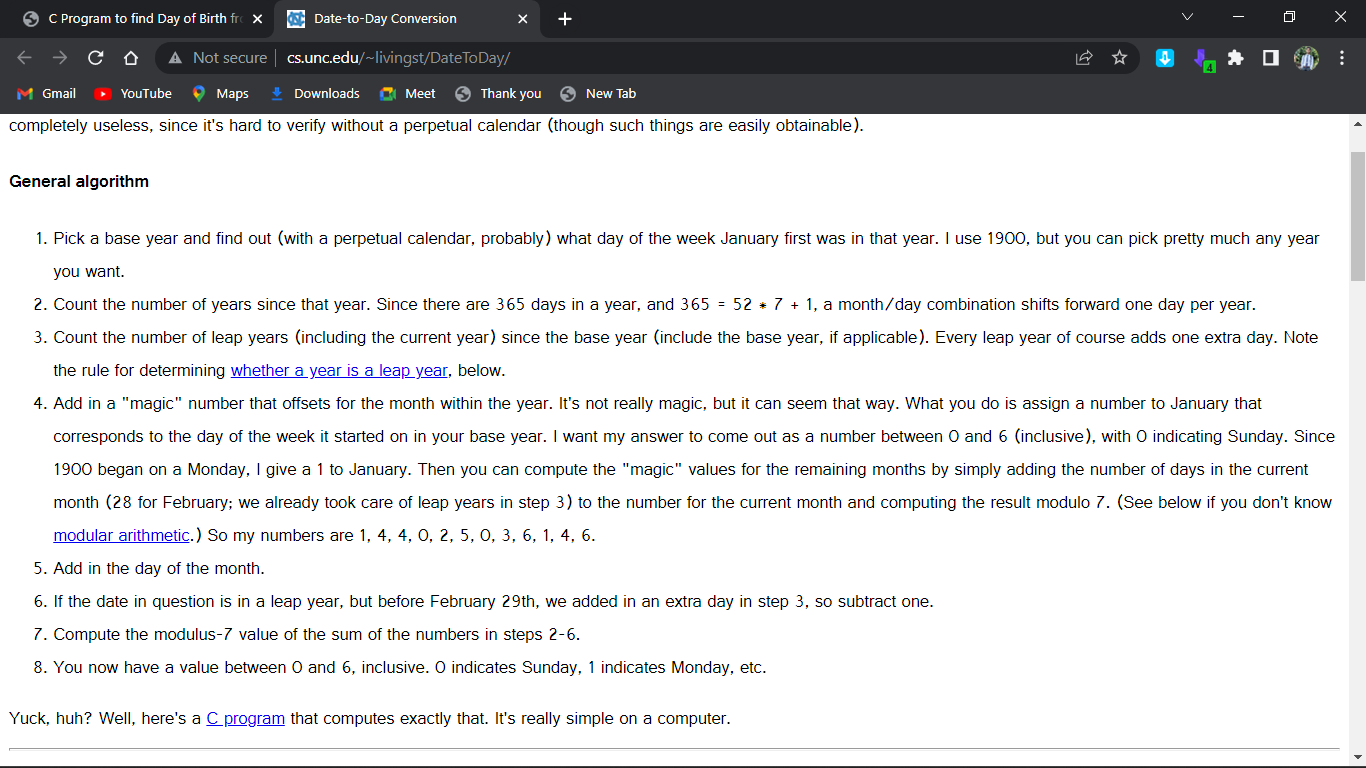 C Program to find Day of Birth fr
Date-to-Day Conversion
Not secure
cs.unc.edu/~livingst/DateToDay/
4
Gmail
YouTube
Maps
Downloads
Meet
Thank you
New Tab
completely useless, since it's hard to verify without a perpetual calendar (though such things are easily obtainable).
General algorithm
1. Pick a base year and find out (with a perpetual calendar, probably) what day of the week January first was in that year. I use 1900, but you can pick pretty much any year
you want.
2. Count the number of years since that year. Since there are 365 days in a year, and 365 = 52 * 7 + 1, a month/day combination shifts forward one day per year.
3. Count the number of leap years (including the current year) since the base year (include the base year, if applicable). Every leap year of course adds one extra day. Note
the rule for determining whether a year is a leap year, below.
4. Add in a "magic" number that offsets for the month within the year. It's not really magic, but it can seem that way. What you do is assign a number to January that
corresponds to the day of the week it started on in your base year. I want my answer to come out as a number between 0 and 6 (inclusive), with 0 indicating Sunday. Since
1900 began on a Monday, I give a 1 to January. Then you can compute the "magic" values for the remaining months by simply adding the number of days in the current
month (28 for February; we already took care of leap years in step 3) to the number for the current month and computing the result modulo 7. (See below if you don't know
modular arithmetic.) So my numbers are 1, 4, 4, 0, 2, 5, 0, 3, 6, 1, 4, 6.
5. Add in the day of the month.
6. If the date in question is in a leap year, but before February 29th, we added in an extra day in step 3, so subtract one.
7. Compute the modulus-7 value of the sum of the numbers in steps 2-6.
8. You now have a value between 0 and 6, inclusive. 0 indicates Sunday, 1 indicates Monday, etc.
Yuck, huh? Well, here's a C program that computes exactly that. It's really simple on a computer.